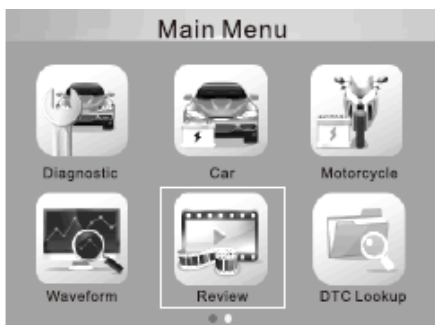 Main Menu
Diagnostic Car Motorcycle
Waveform Review DTC Lookup